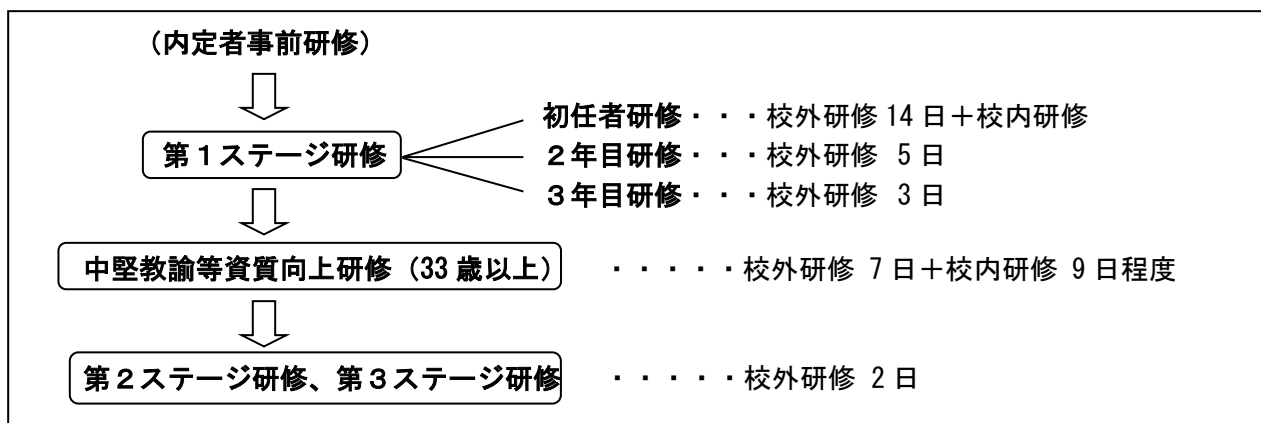 （内定者事前研修）
初任者研修・・・校外研修 14 日＋校内研修
第１ステージ研修
２年目研修・・・校外研修 5 日
３年目研修・・・校外研修 3 日
中堅教諭等資質向上研修（33 歳以上） ・・・・・校外研修 7 日＋校内研修 9 日程度
第２ステージ研修、第３ステージ研修 ・・・・・校外研修 2 日